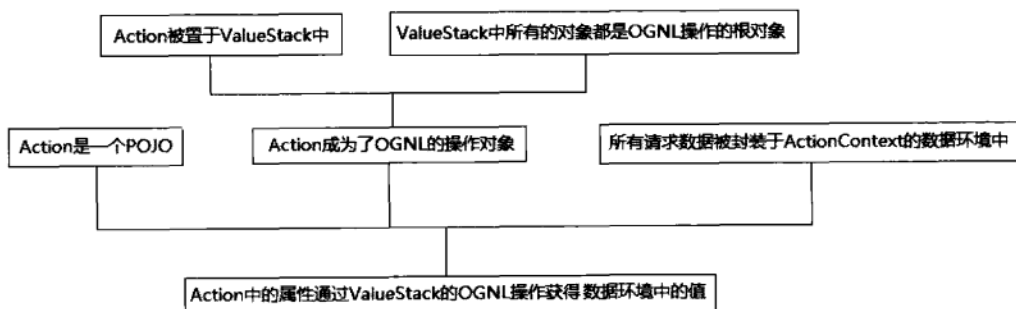 Action被置于ValueStack中
ValueStack中所有的对象都是OGNL操作的根对象
Action是一个POJO
Action成为了OGNL的操作对象
所有请求数据被封装于ActionContext的数据环境中
Action中的属性通过ValueStack的OGNL操作获得数据环境中的值